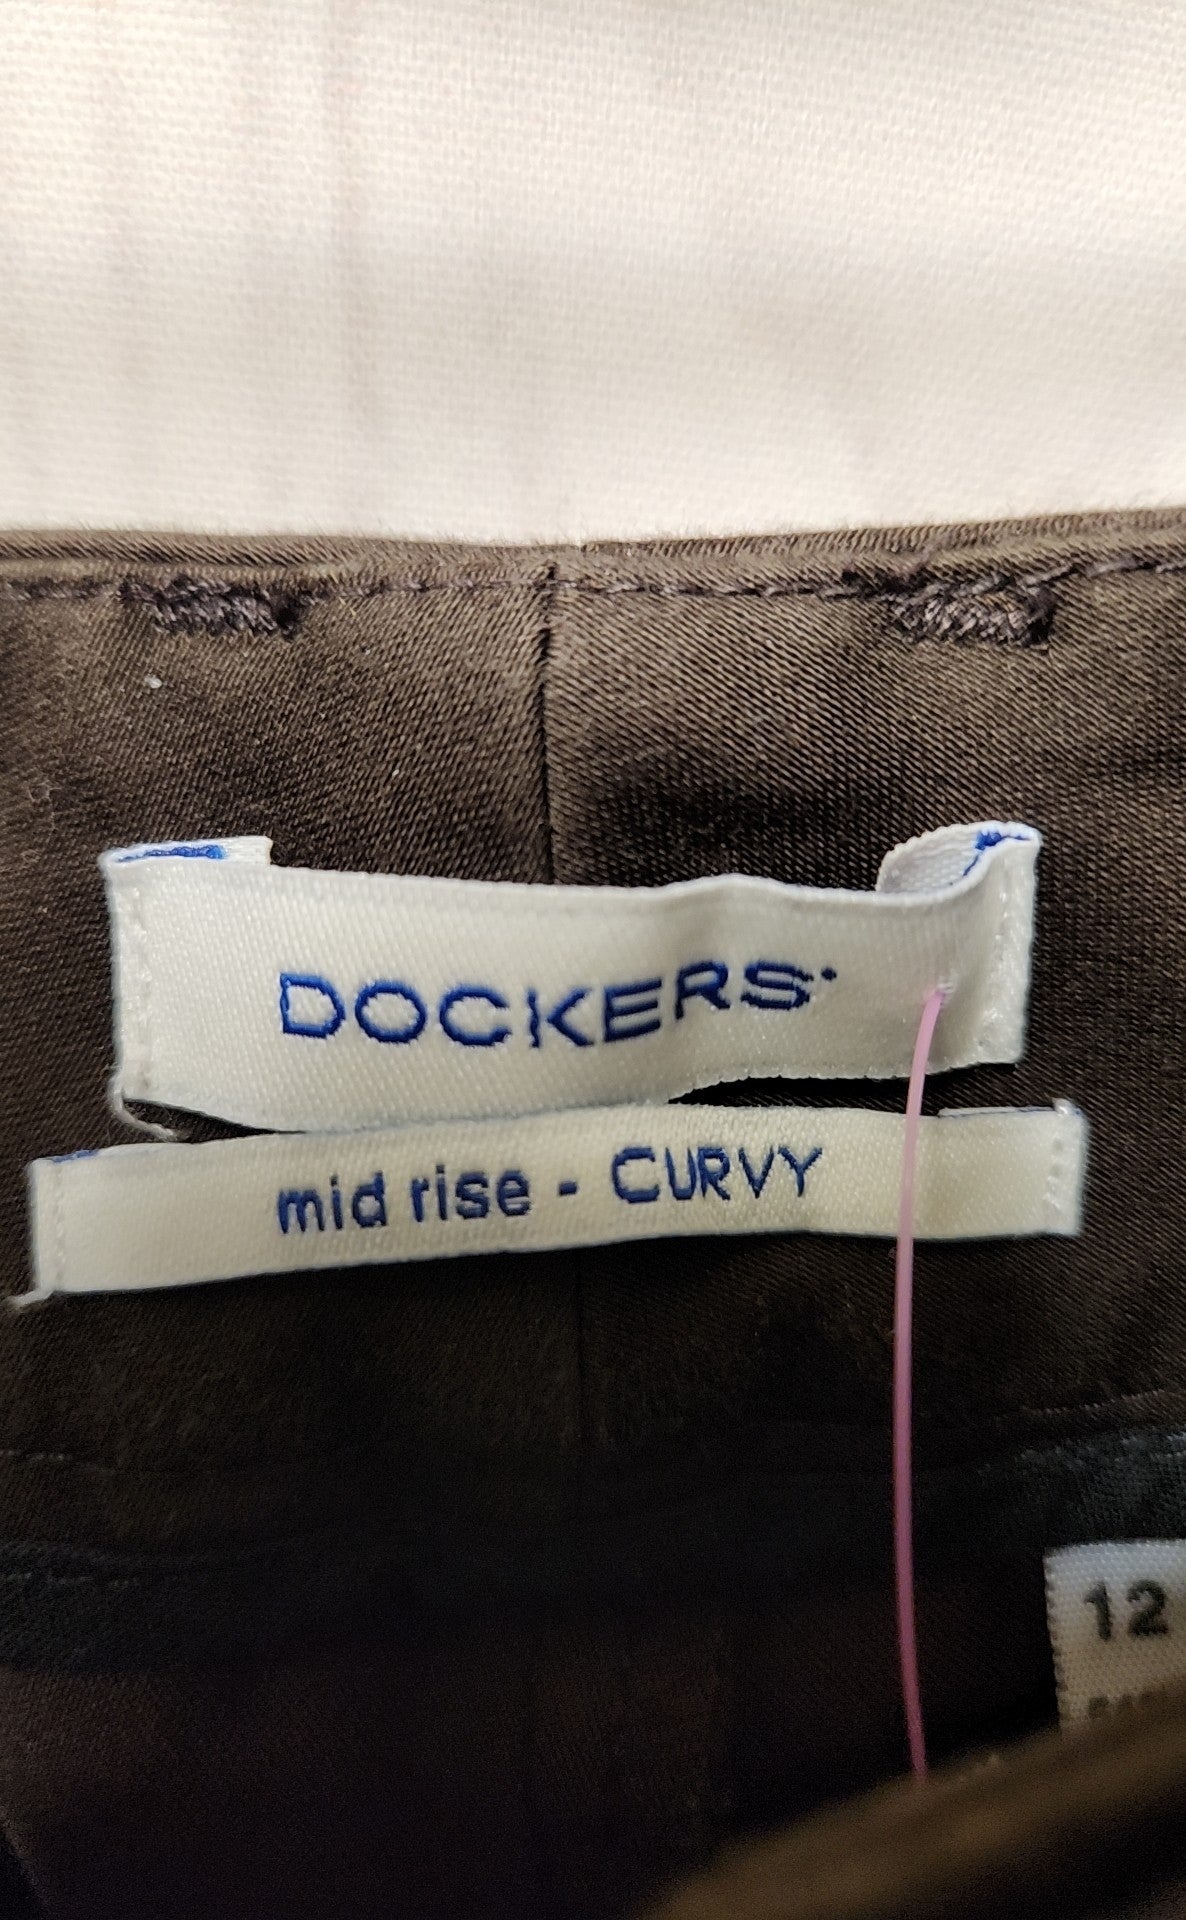 DOCKERS
mid rise - CURVY
12